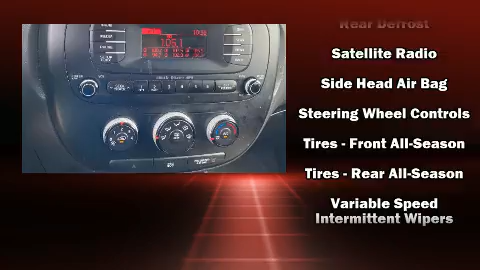 Rear Defrost
Satellite Radio
Side Head Air Bag
Steering Wheel Controls
Tires - Front All-Season
Tires - Rear All-Season
Variable Speed
Intermittent Wipers